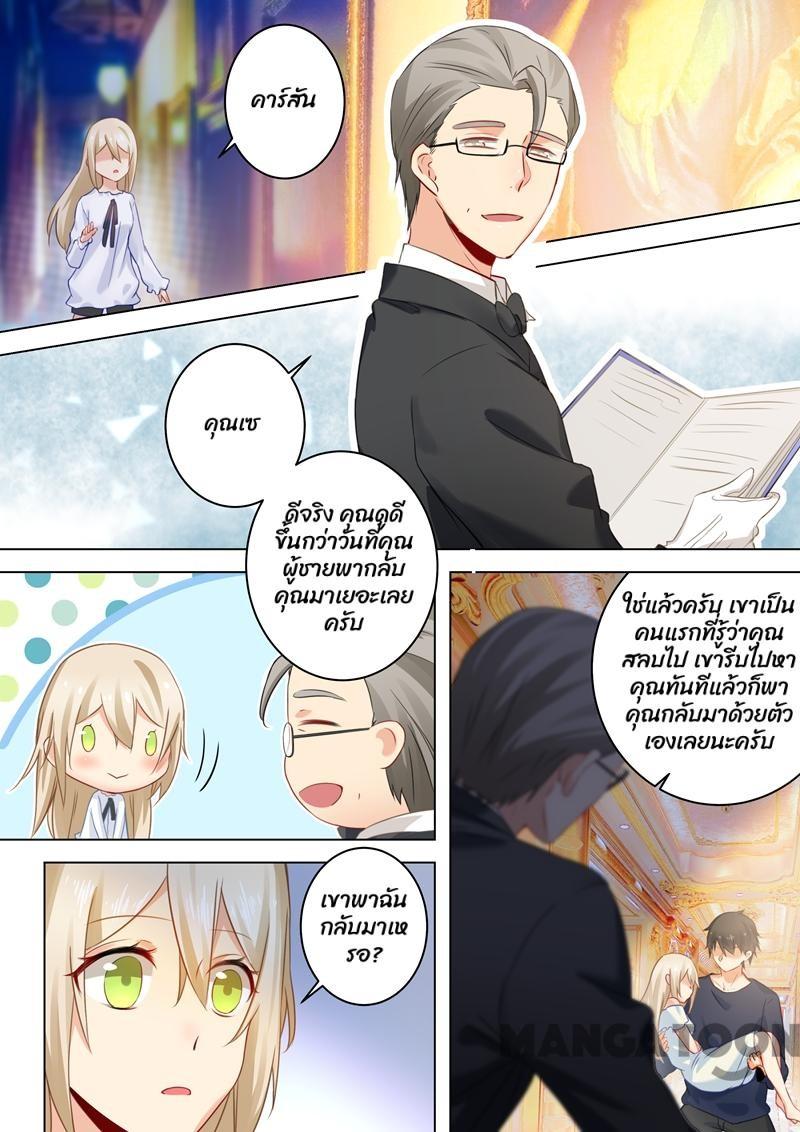 คาร์สัน
คุณเซ
ดีจริง คุณดูดี
ขึ้นกว่าวันที่คุณ
ผู้ชายพากลับ
คุณมาเยอะเลย
ครับ
เขาพาฉัน
กลับมาเห
รอ?
ใช่แล้วครับ เขาเป็น
คนแรกที่รู้ว่าคุณ
สลบไป เขารีบไปหา
คุณทันทีแล้วก็พา
คุณกลับมาด้วยตัว
เองเลยนะครับ
MANGATOON